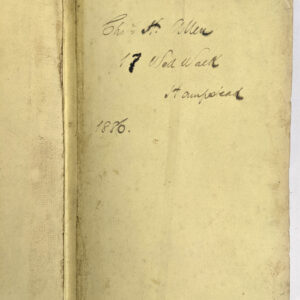 Chas H. Allen
17 Well Walk
Hampstead
1886.